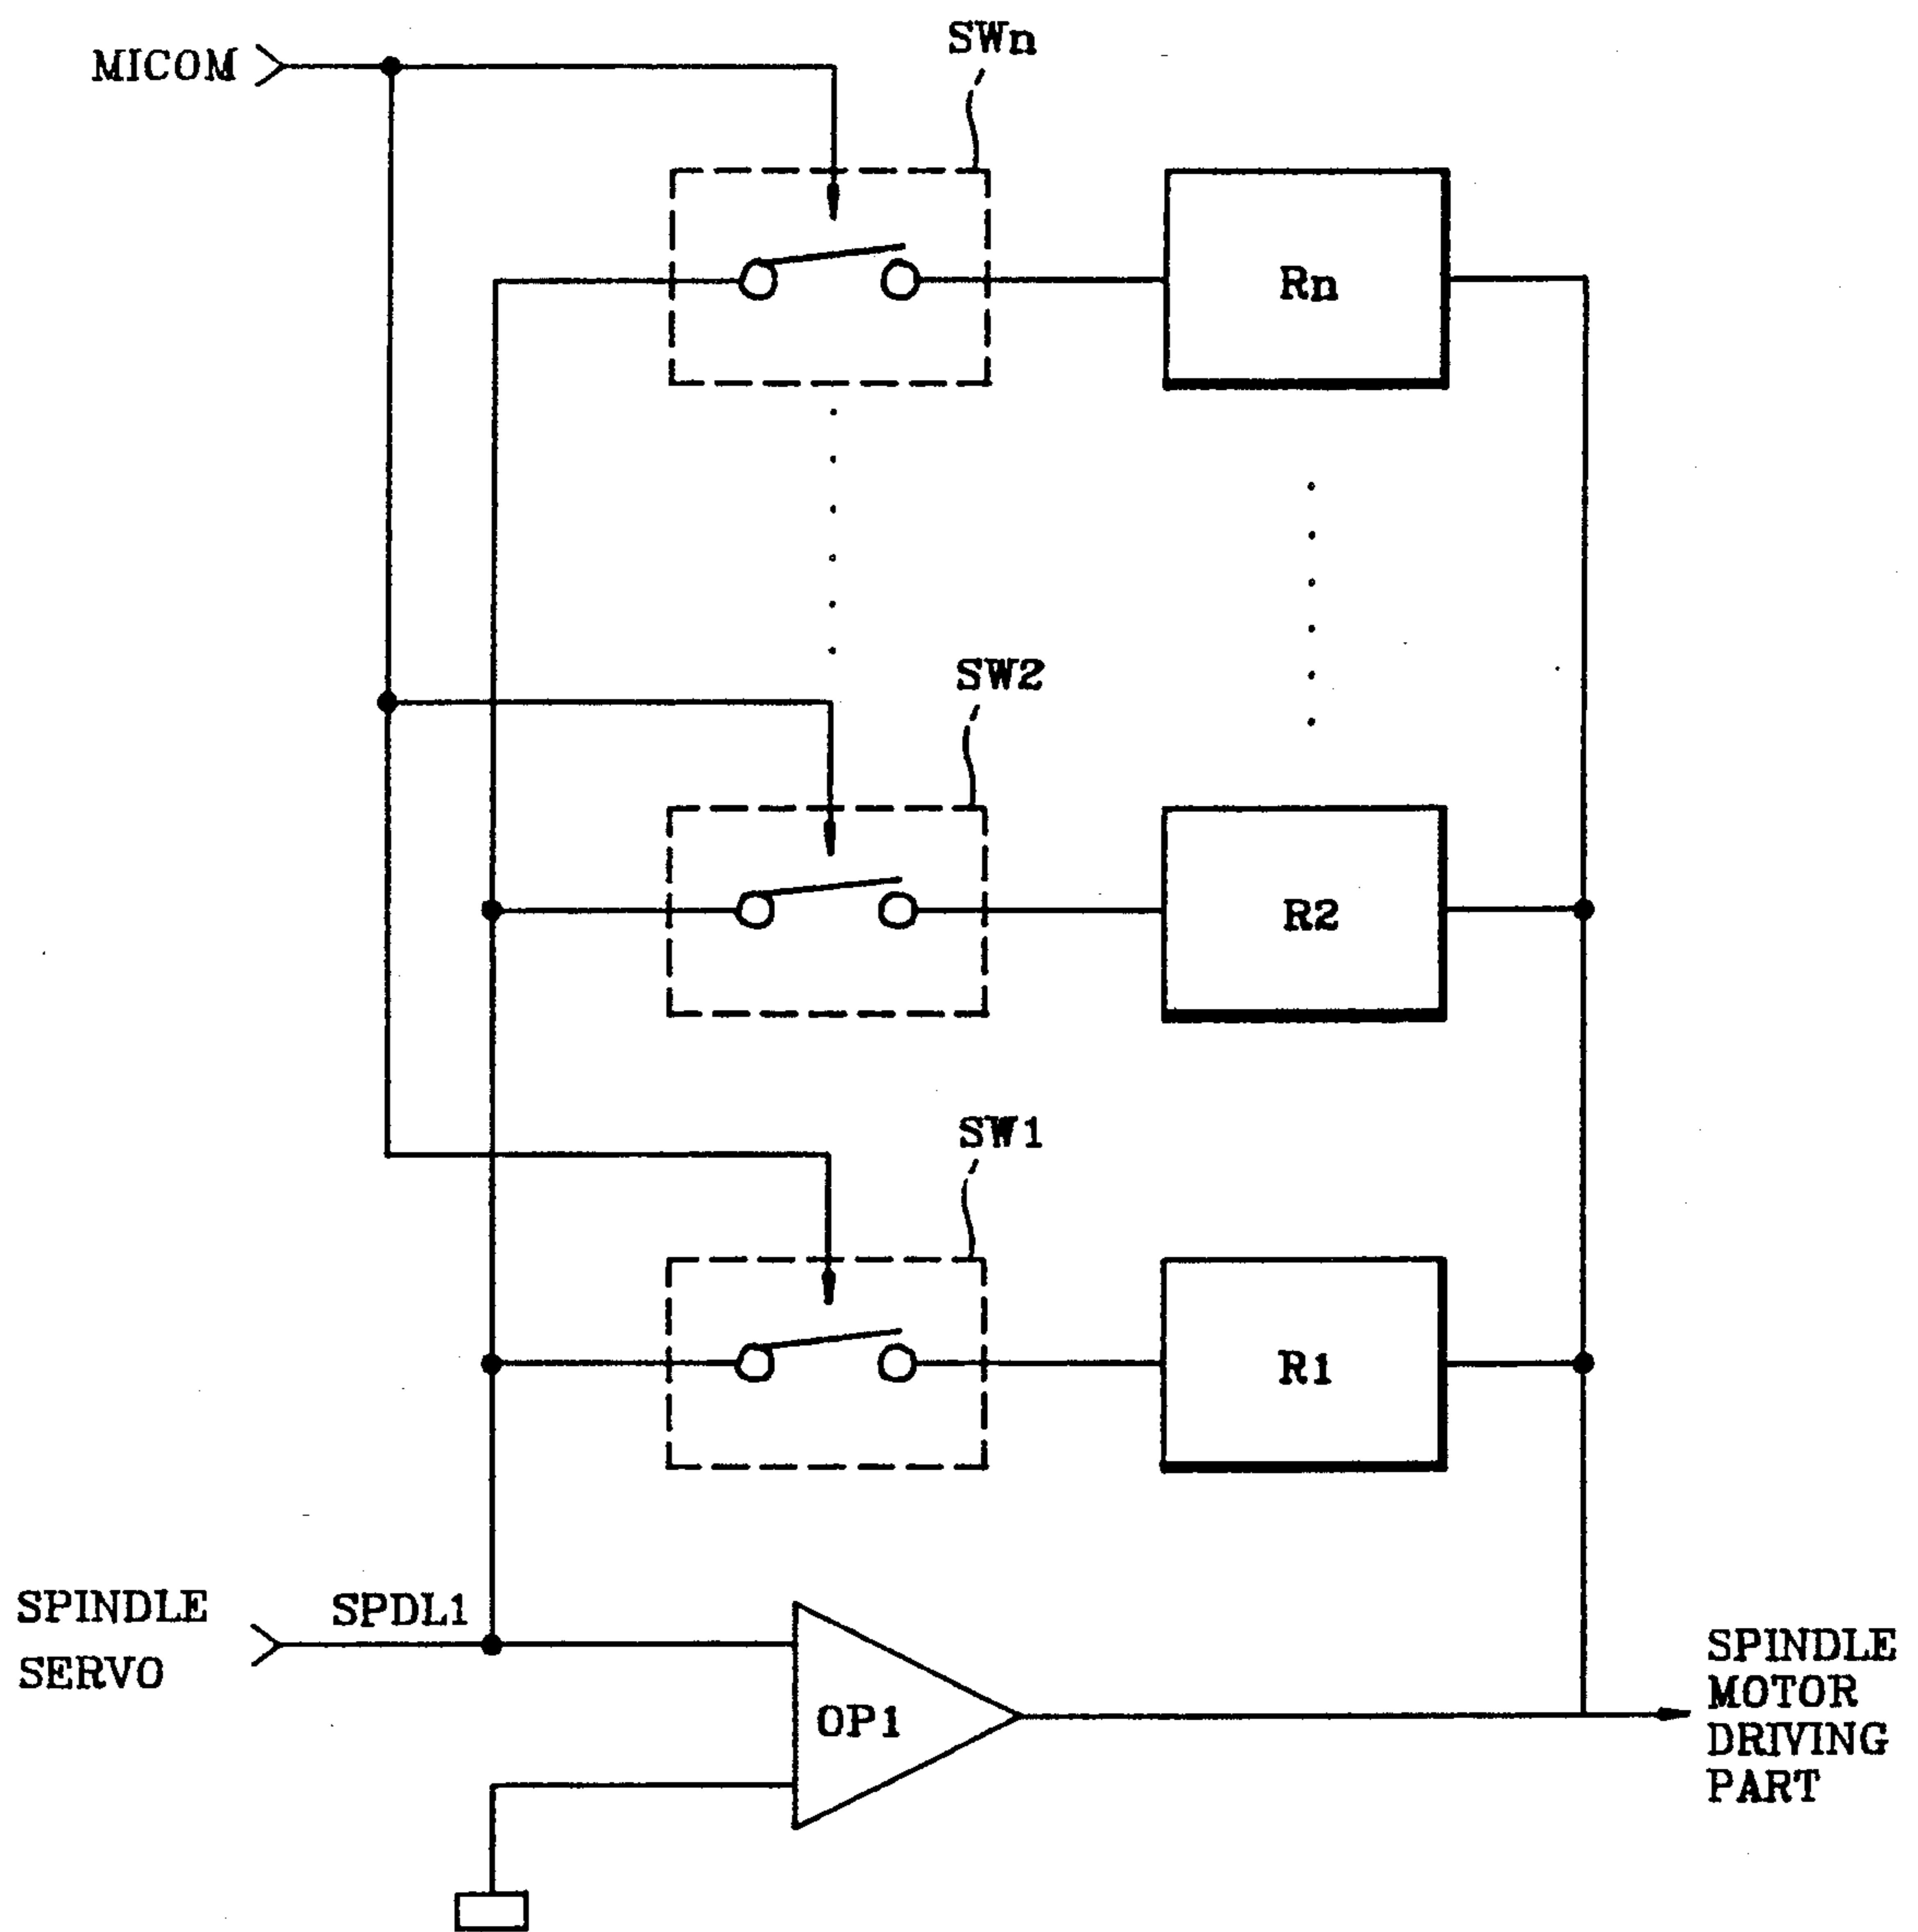 MICOM
SWn
Rn
SW2
R2
SW1
R1
SPINDLE
SERVO
SPDL1
OP1
SPINDLE
MOTOR
DRIVING
PART